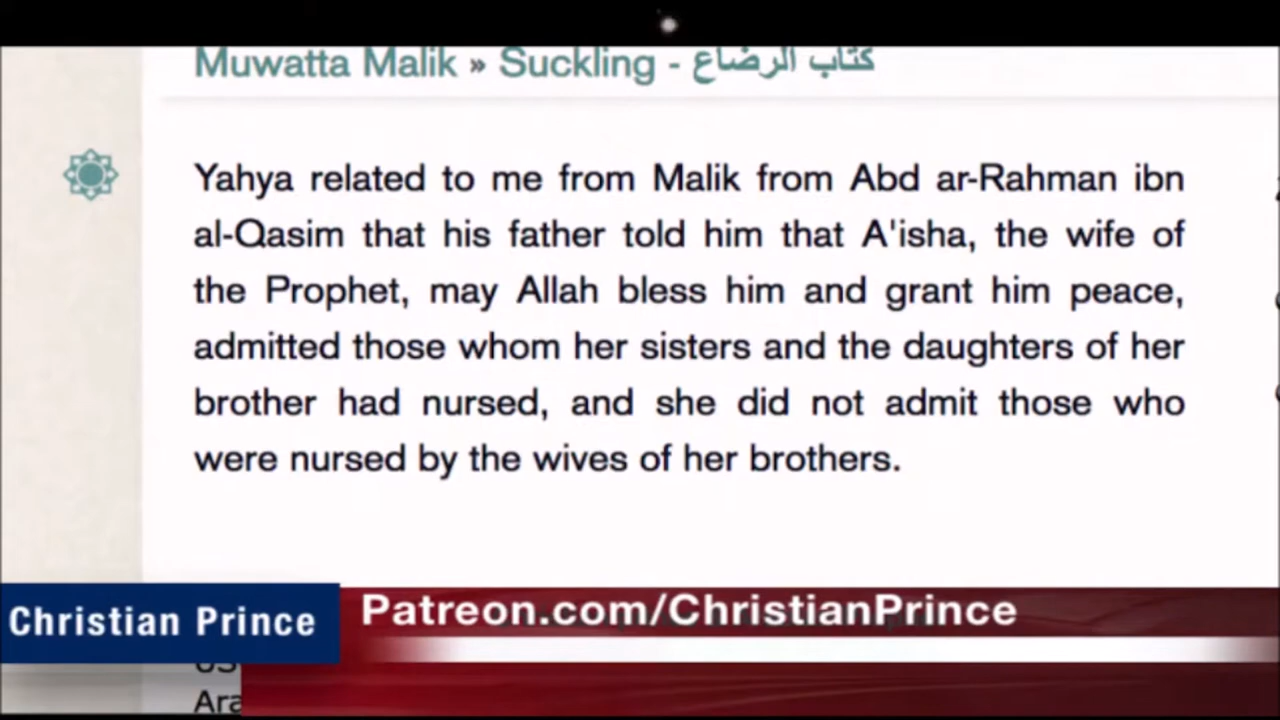 Muwatta Malik » Suckling - كتاب الرضاع
Yahya related to me from Malik from Abd ar-Rahman ibn
al-Qasim that his father told him that A'isha, the wife of
the Prophet, may Allah bless him and grant him peace,
admitted those whom her sisters and the daughters of her
brother had nursed, and she did not admit those who
were nursed by the wives of her brothers.
Christian Prince
Patreon.com/ChristianPrince